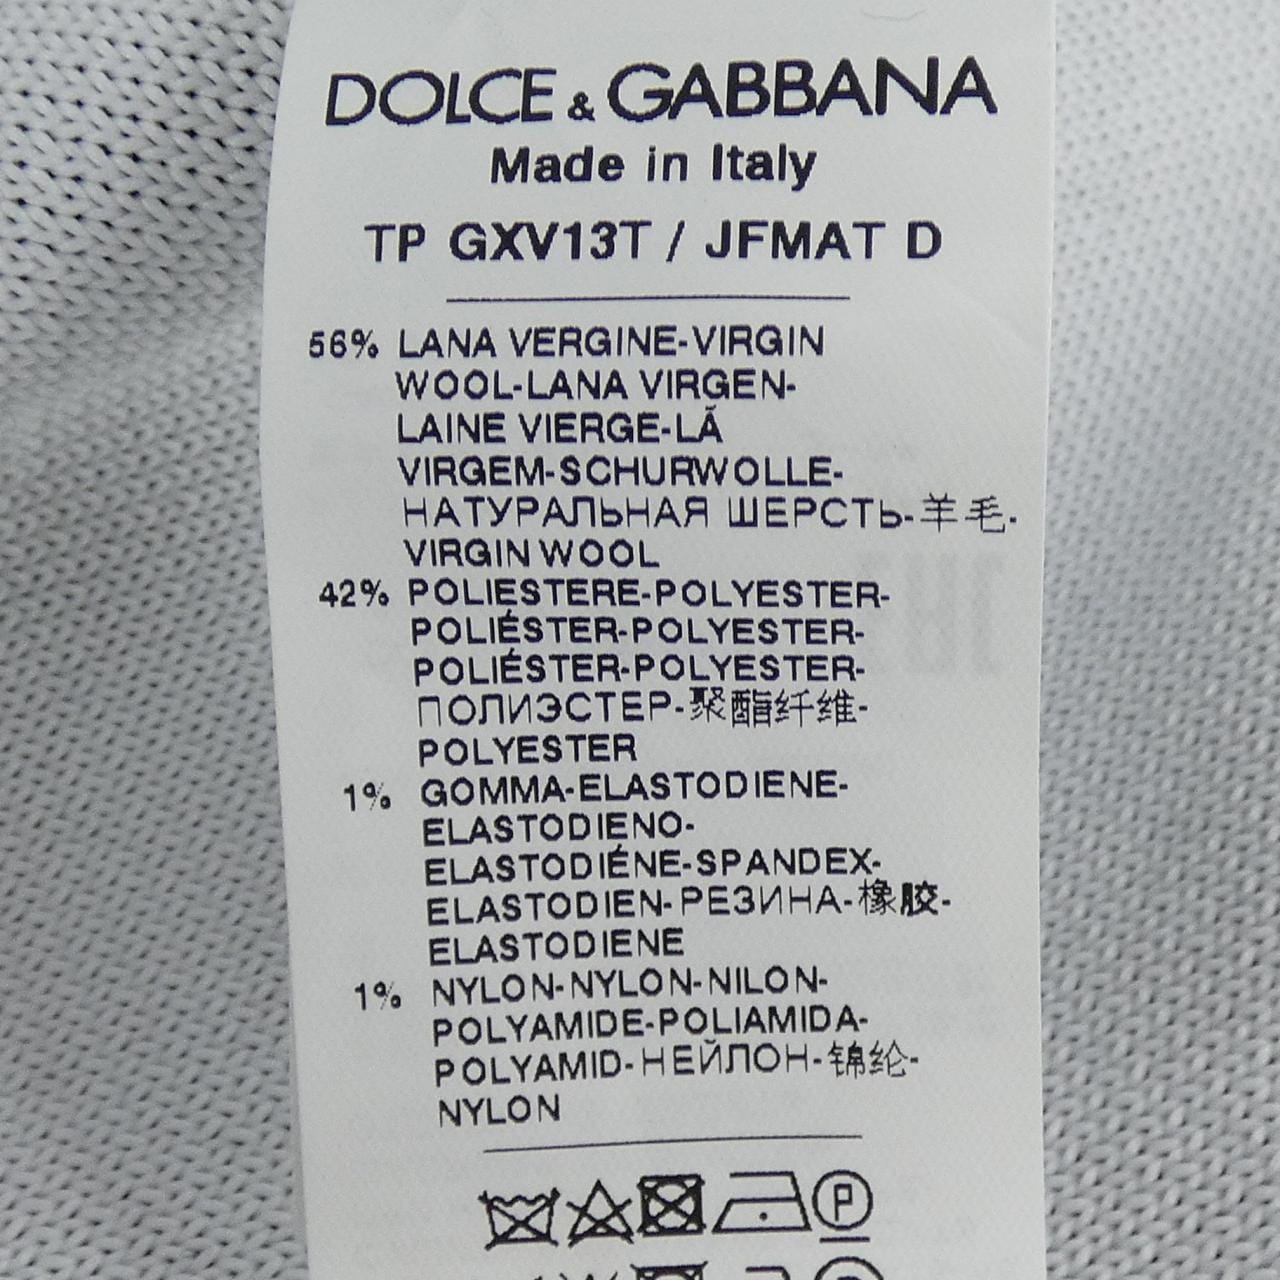 DOLCE & GABBANA
Made in Italy
TP GXV13T / JFMAT D
56% LANA VERGINE-VIRGIN
WOOL-LANA VIRGEN-
LAINE VIERGE-LÃ
VIRGEM-SCHURWOLLE-
НАТУРАЛЬНАЯ ШЕРСТЬ-羊毛-
VIRGIN WOOL
42% POLIESTERE-POLYESTER-
POLIÉSTER-POLYESTER-
POLIÉSTER-POLYESTER-
ПОЛИЭСТЕР-聚酯纤维-
POLYESTER
1% GOMMA-ELASTODIENE-
ELASTODIENO-
ELASTODIÉNE-SPANDEX-
ELASTODIEN-РЕЗИНА-橡胶-
ELASTODIENE
1% NYLON-NYLON-NILON-
POLYAMIDE-POLIAMIDA-
POLYAMID-НЕЙЛОН-锦纶-
NYLON
P